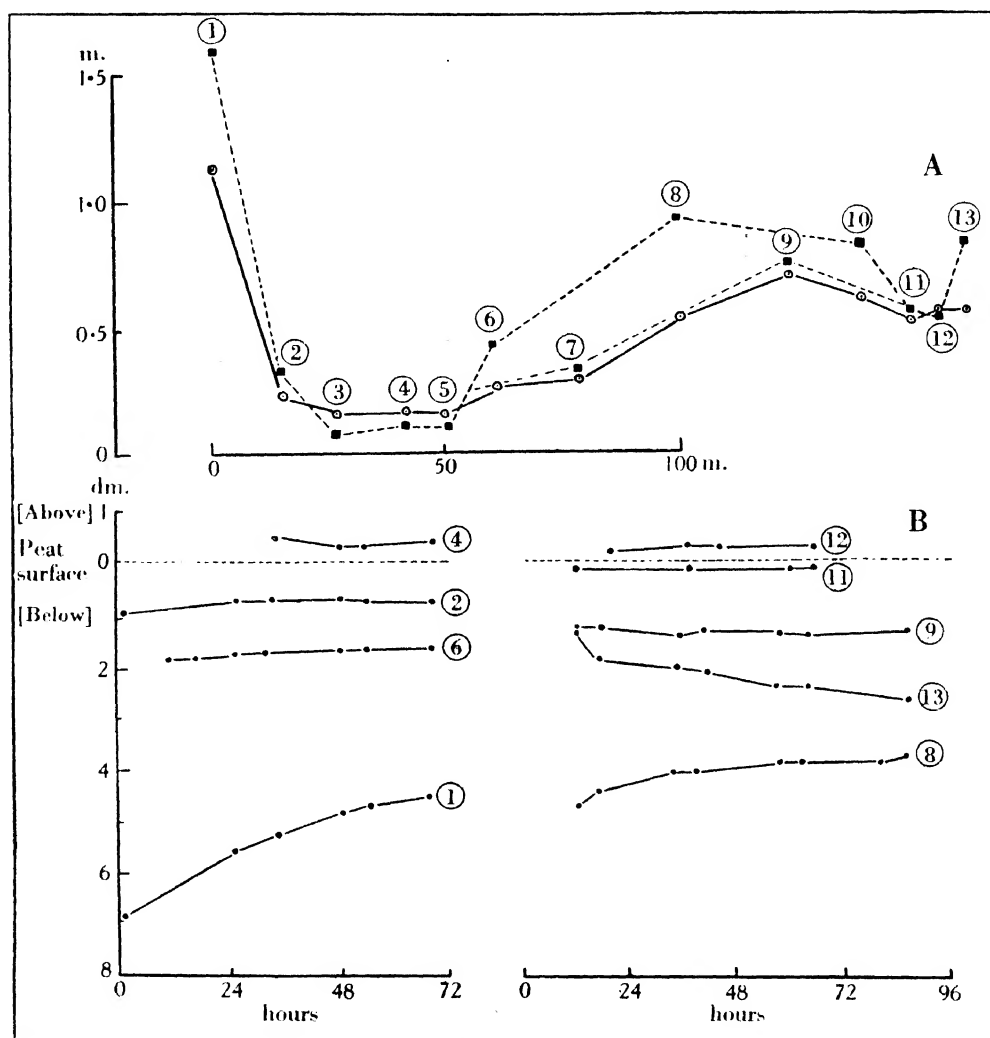 ①
m.
1·5
A
1·0
⑧
⑬
⑩
⑨
0·5
⑥
⑪
②
⑦
⑫
③ ④ ⑤
0
0 50 100 m.
dm.
[Above] 1
B
Peat
surface
0
④
⑫
⑪
[Below]
②
⑨
⑥
2
⑬
4
⑧
①
6
8
0 24 48 72
0 24 48 72 96
hours
hours